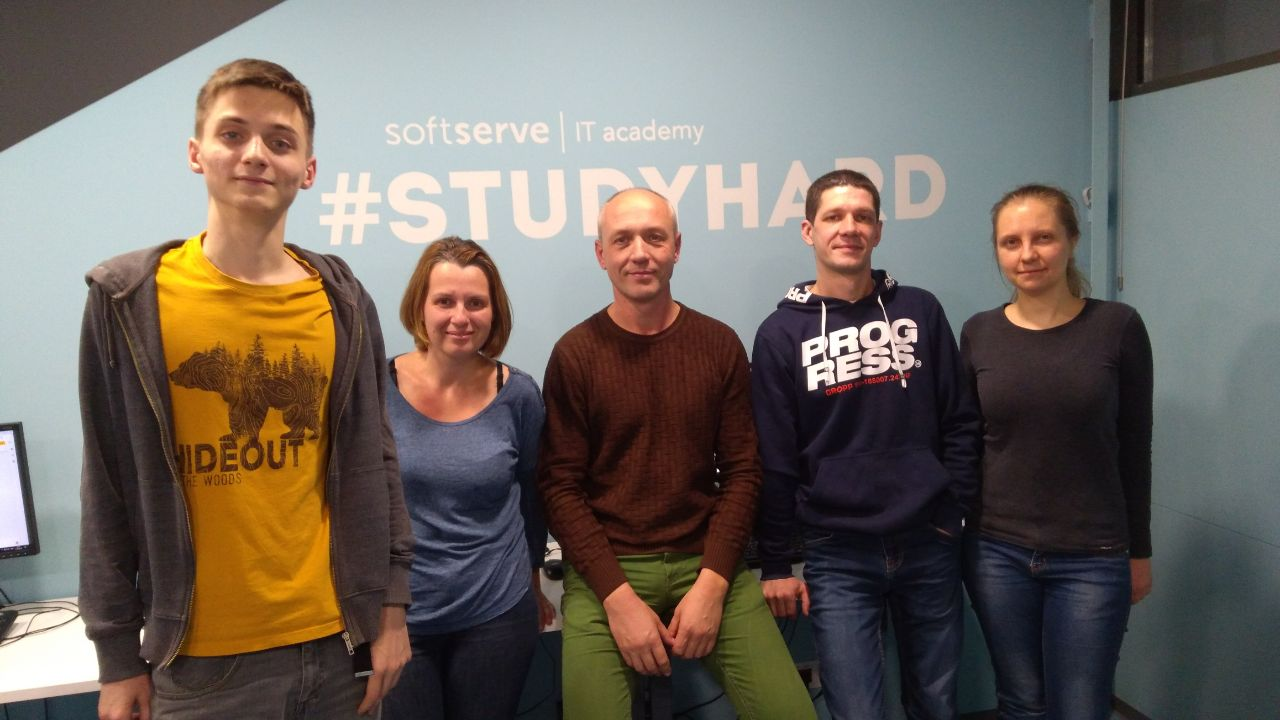 softserve | IT academy
#STUDYHARD
HIDEOUT
THE WOODS
PROG
RESS